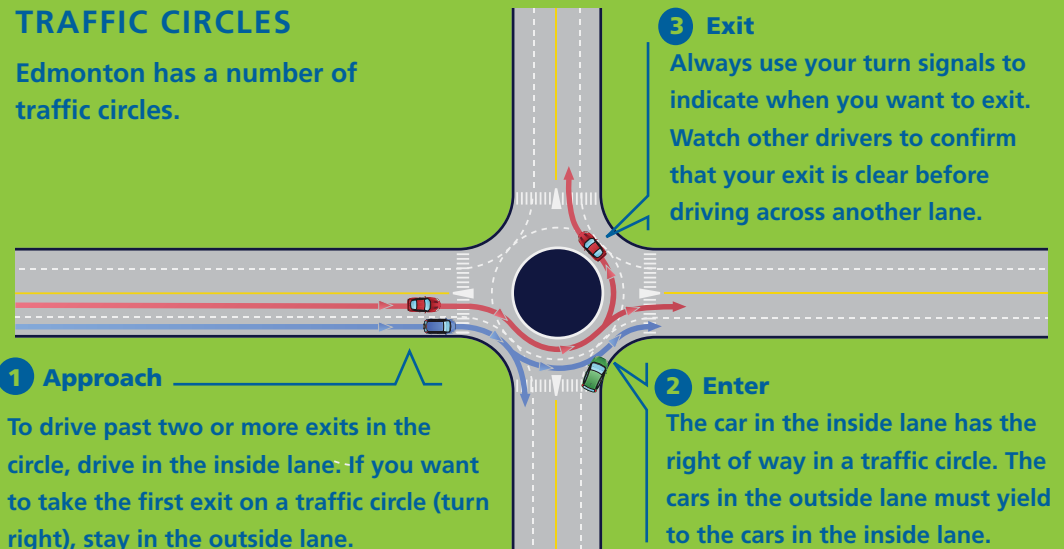 TRAFFIC CIRCLES
Edmonton has a number of
traffic circles.
1 Approach
To drive past two or more exits in the
circle, drive in the inside lane. If you want
to take the first exit on a traffic circle (turn
right), stay in the outside lane.
2 Enter
The car in the inside lane has the
right of way in a traffic circle. The
cars in the outside lane must yield
to the cars in the inside lane.
3 Exit
Always use your turn signals to
indicate when you want to exit.
Watch other drivers to confirm
that your exit is clear before
driving across another lane.